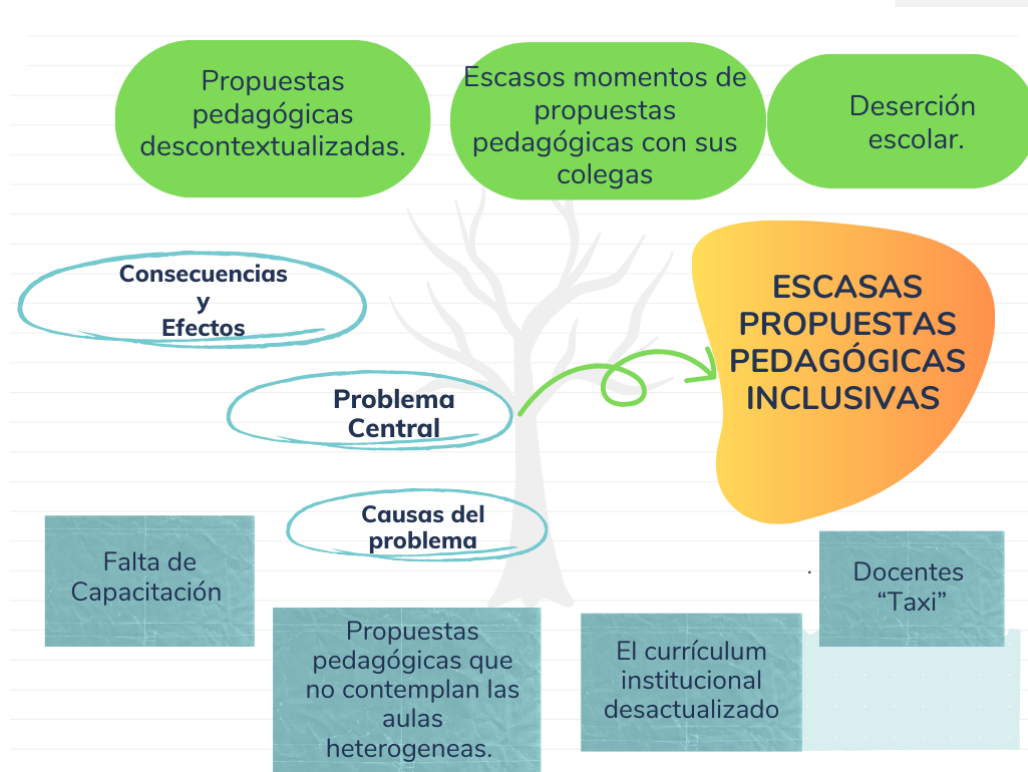 Propuestas
pedagógicas
descontextualizadas.
Escasos momentos de
propuestas
pedagógicas con sus
colegas
Deserción
escolar.
Consecuencias
y
Efectos
ESCASAS
PROPUESTAS
PEDAGÓGICAS
INCLUSIVAS
Problema
Central
Causas del
problema
Falta de
Capacitación
Propuestas
pedagógicas que
no contemplan las
aulas
heterogeneas.
El currículum
institucional
desactualizado
Docentes
“Taxi”